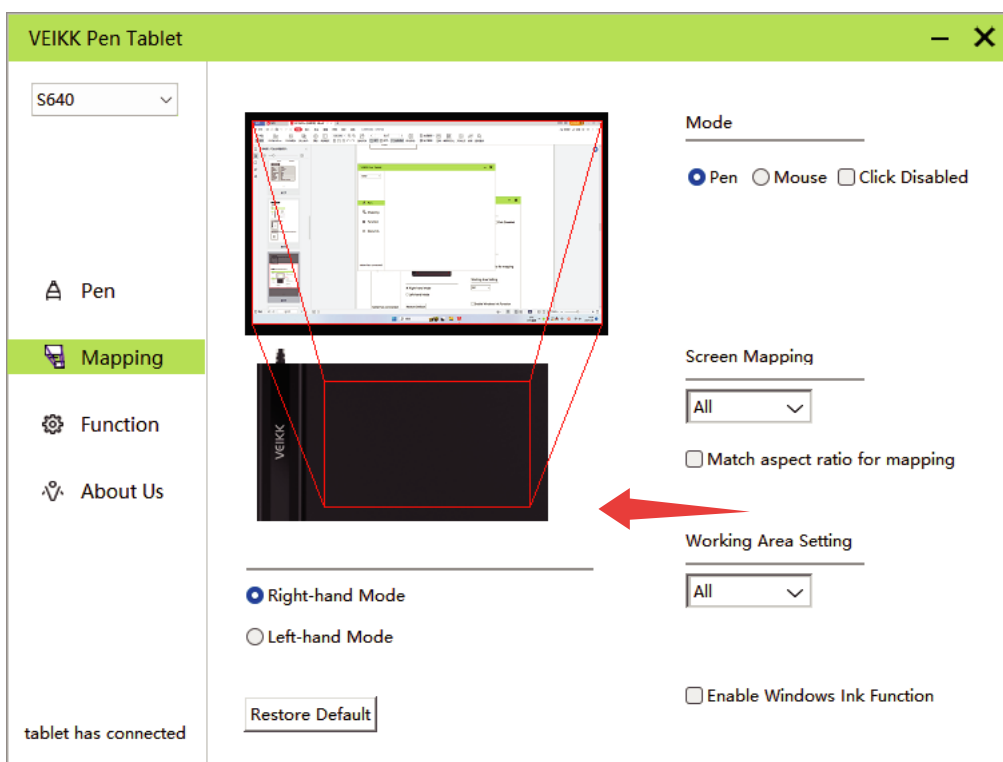 VEIKK Pen Tablet
S640
Pen
Mapping
Function
About Us
tablet has connected
VEIKK
Right-hand Mode
Left-hand Mode
Restore Default
Mode
Pen Mouse Click Disabled
Screen Mapping
All
Match aspect ratio for mapping
Working Area Setting
All
Enable Windows Ink Function